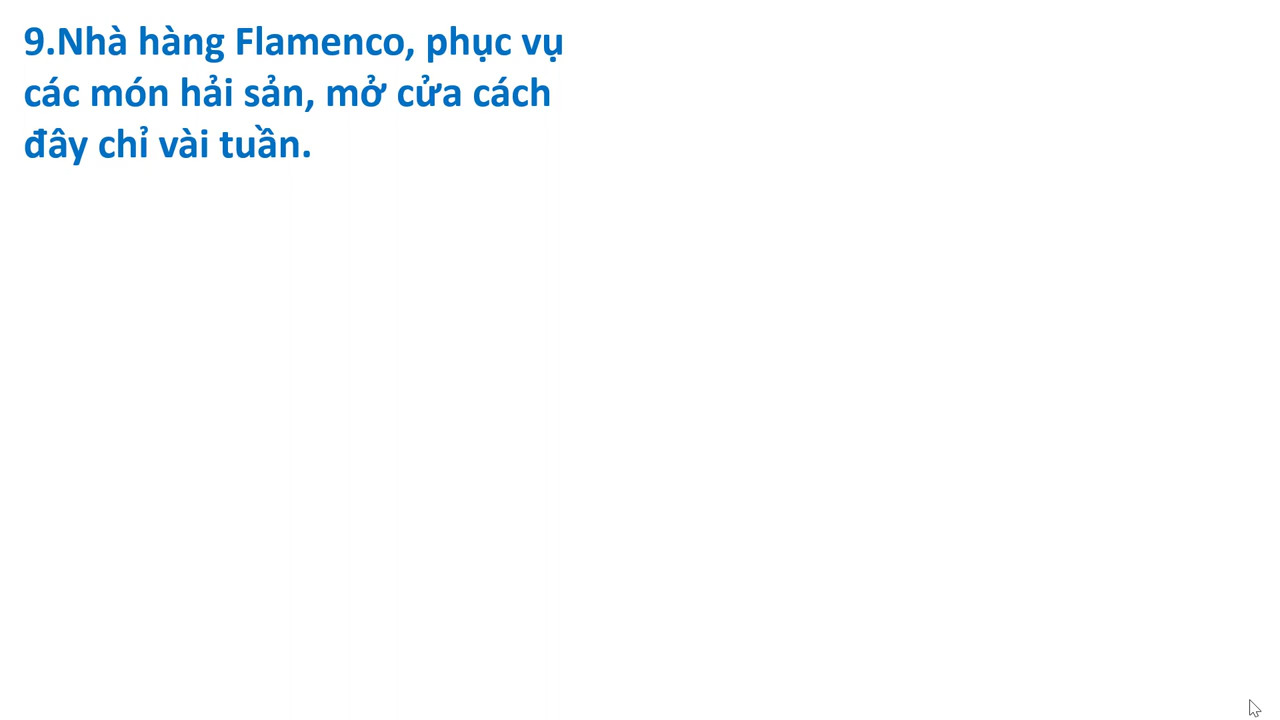 9.Nhà hàng Flamenco, phục vụ
các món hải sản, mở cửa cách
đây chỉ vài tuần.